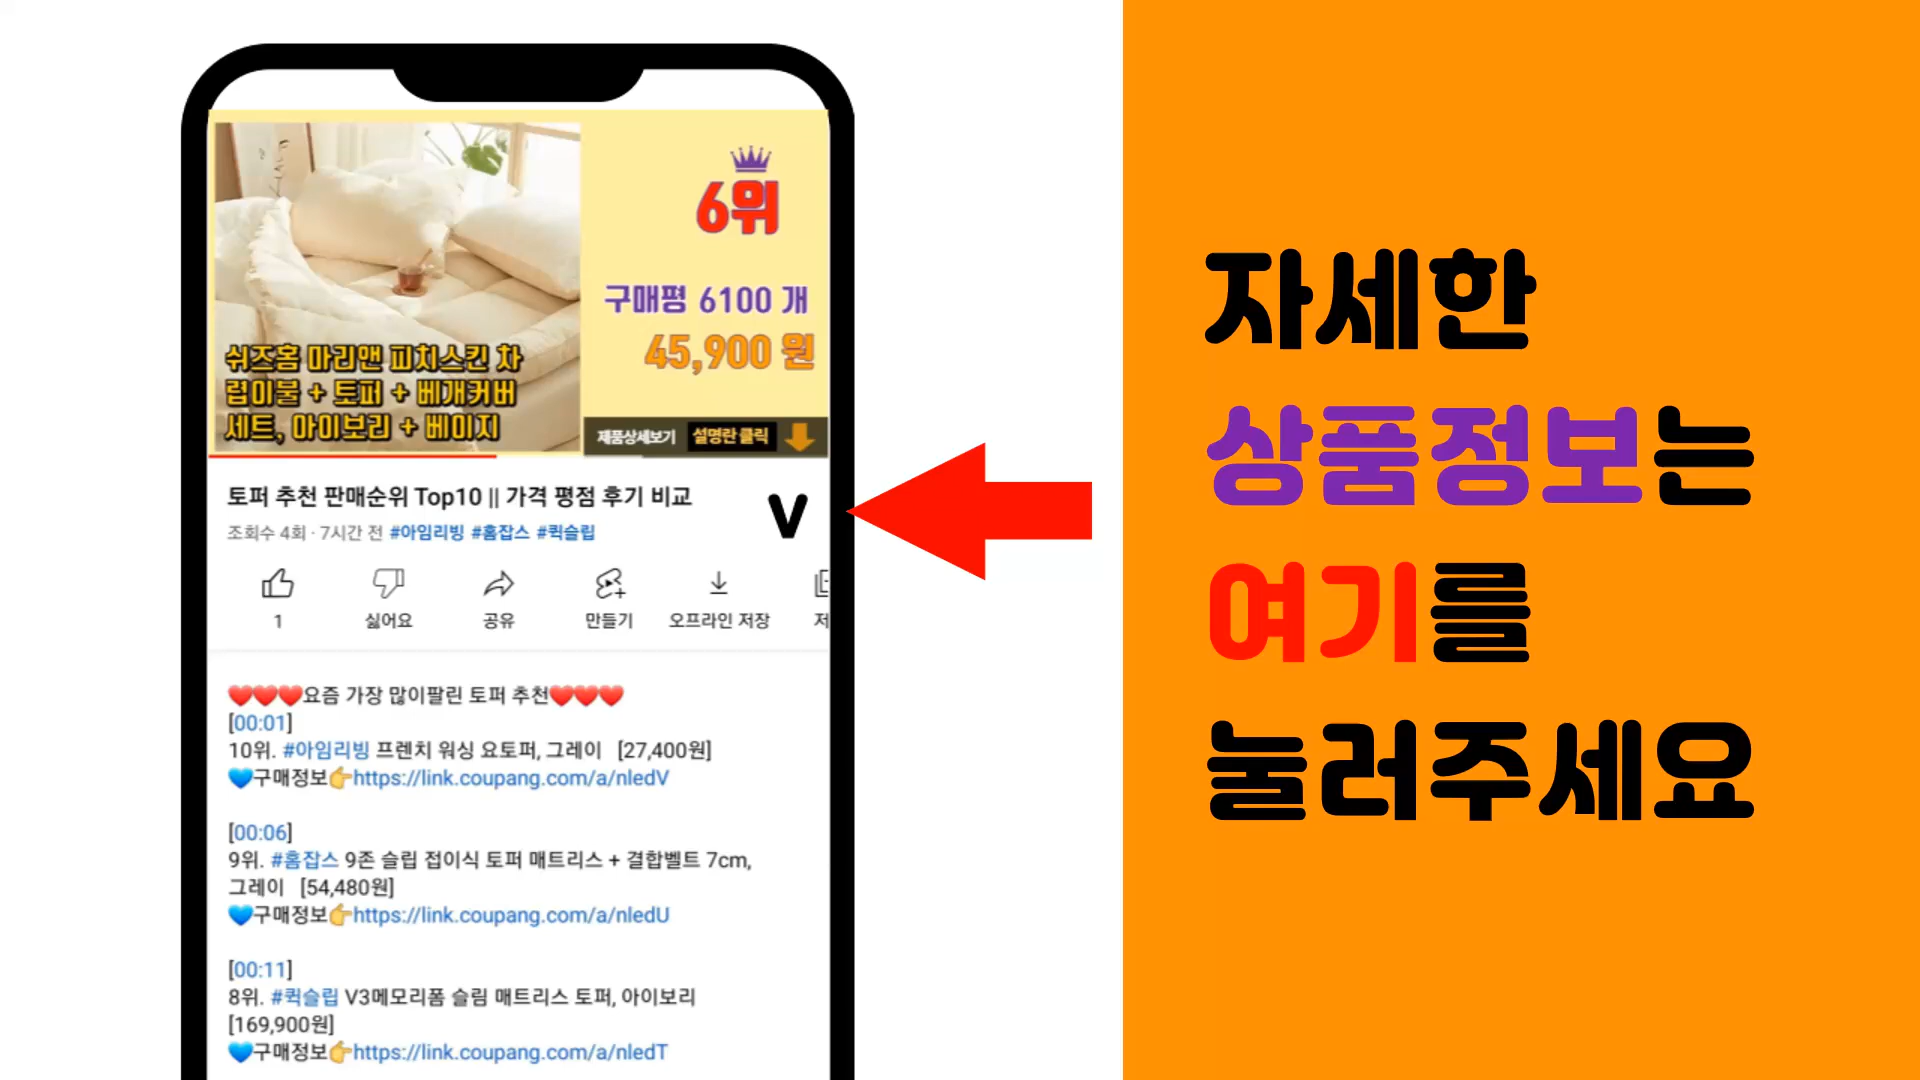 6위
구매평 6100 개
45,900 원
쉬즈홈 마리앤 피치스킨 차
렵이불 + 토퍼 + 베개커버
세트, 아이보리 + 베이지
제품상세보기 설명란 클릭
토퍼 추천 판매순위 Top10 || 가격 평점 후기 비교
V
조회수 4회 · 7시간 전 #아임리빙 #홈잡스 #퀵슬립
1 싫어요 공유 만들기 오프라인 저장 저
❤️❤️❤️요즘 가장 많이팔린 토퍼 추천❤️❤️❤️
[00:01]
10위. #아임리빙 프렌치 워싱 요토퍼, 그레이 [27,400원]
💙구매정보👉https://link.coupang.com/a/nledV
[00:06]
9위. #홈잡스 9존 슬립 접이식 토퍼 매트리스 + 결합벨트 7cm,
그레이 [54,480원]
💙구매정보👉https://link.coupang.com/a/nledU
[00:11]
8위. #퀵슬립 V3메모리폼 슬림 매트리스 토퍼, 아이보리
[169,900원]
💙구매정보👉https://link.coupang.com/a/nledT
자세한
상품정보는
여기를
눌러주세요